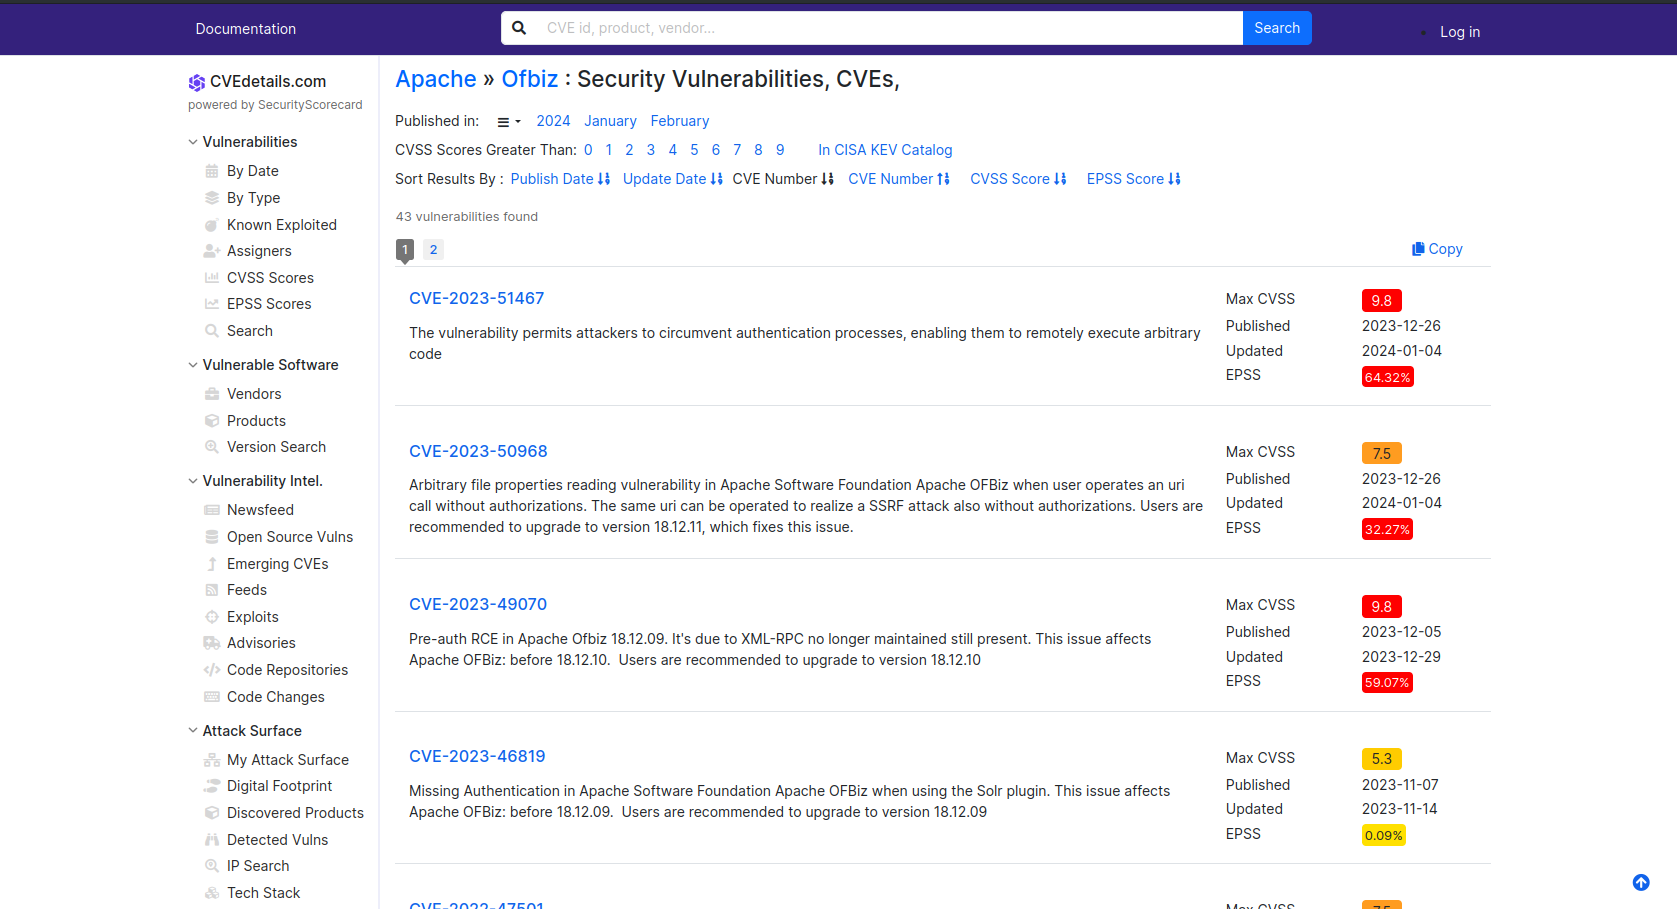 Documentation
CVE id, product, vendor...
Search
Log in
CVEdetails.com
powered by SecurityScorecard
Vulnerabilities
By Date
By Type
Known Exploited
Assigners
CVSS Scores
EPSS Scores
Search
Vulnerable Software
Vendors
Products
Version Search
Vulnerability Intel.
Newsfeed
Open Source Vulns
Emerging CVEs
Feeds
Exploits
Advisories
Code Repositories
Code Changes
Attack Surface
My Attack Surface
Digital Footprint
Discovered Products
Detected Vulns
IP Search
Tech Stack
Apache » Ofbiz : Security Vulnerabilities, CVEs,
Published in: 2024 January February
CVSS Scores Greater Than: 0 1 2 3 4 5 6 7 8 9 In CISA KEV Catalog
Sort Results By : Publish Date Update Date CVE Number CVE Number CVSS Score EPSS Score
43 vulnerabilities found
1 2 Copy
CVE-2023-51467
The vulnerability permits attackers to circumvent authentication processes, enabling them to remotely execute arbitrary
code
Max CVSS 9.8
Published 2023-12-26
Updated 2024-01-04
EPSS 64.32%
CVE-2023-50968
Arbitrary file properties reading vulnerability in Apache Software Foundation Apache OFBiz when user operates an uri
call without authorizations. The same uri can be operated to realize a SSRF attack also without authorizations. Users are
recommended to upgrade to version 18.12.11, which fixes this issue.
Max CVSS 7.5
Published 2023-12-26
Updated 2024-01-04
EPSS 32.27%
CVE-2023-49070
Pre-auth RCE in Apache Ofbiz 18.12.09. It's due to XML-RPC no longer maintained still present. This issue affects
Apache OFBiz: before 18.12.10. Users are recommended to upgrade to version 18.12.10
Max CVSS 9.8
Published 2023-12-05
Updated 2023-12-29
EPSS 59.07%
CVE-2023-46819
Missing Authentication in Apache Software Foundation Apache OFBiz when using the Solr plugin. This issue affects
Apache OFBiz: before 18.12.09. Users are recommended to upgrade to version 18.12.09
Max CVSS 5.3
Published 2023-11-07
Updated 2023-11-14
EPSS 0.09%
CVE-2022-47501
Max CVSS 7.5